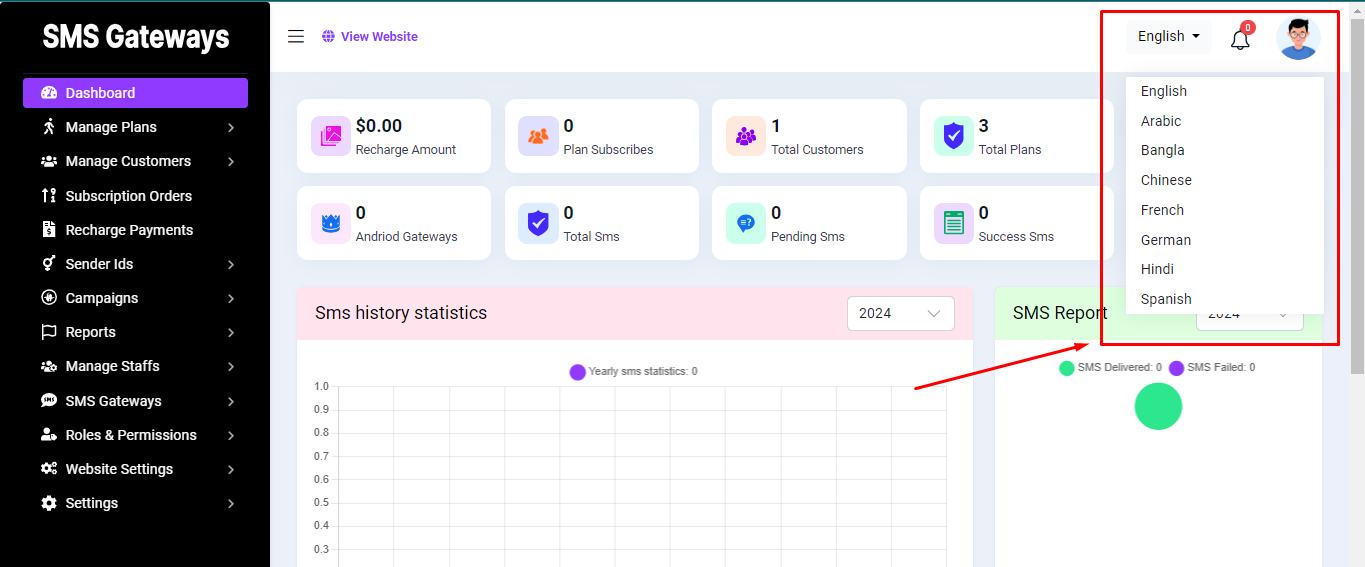 SMS Gateways
Dashboard
Manage Plans
Manage Customers
Subscription Orders
Recharge Payments
Sender Ids
Campaigns
Reports
Manage Staffs
SMS Gateways
Roles & Permissions
Website Settings
Settings
View Website
English
0
English
Arabic
Bangla
Chinese
French
German
Hindi
Spanish
$0.00
Recharge Amount
0
Plan Subscribes
1
Total Customers
3
Total Plans
0
Andriod Gateways
0
Total Sms
0
Pending Sms
0
Success Sms
Sms history statistics
2024
Yearly sms statistics: 0
1.0
0.9
0.8
0.7
0.6
0.5
0.4
0.3
SMS Report
2024
SMS Delivered: 0 SMS Failed: 0